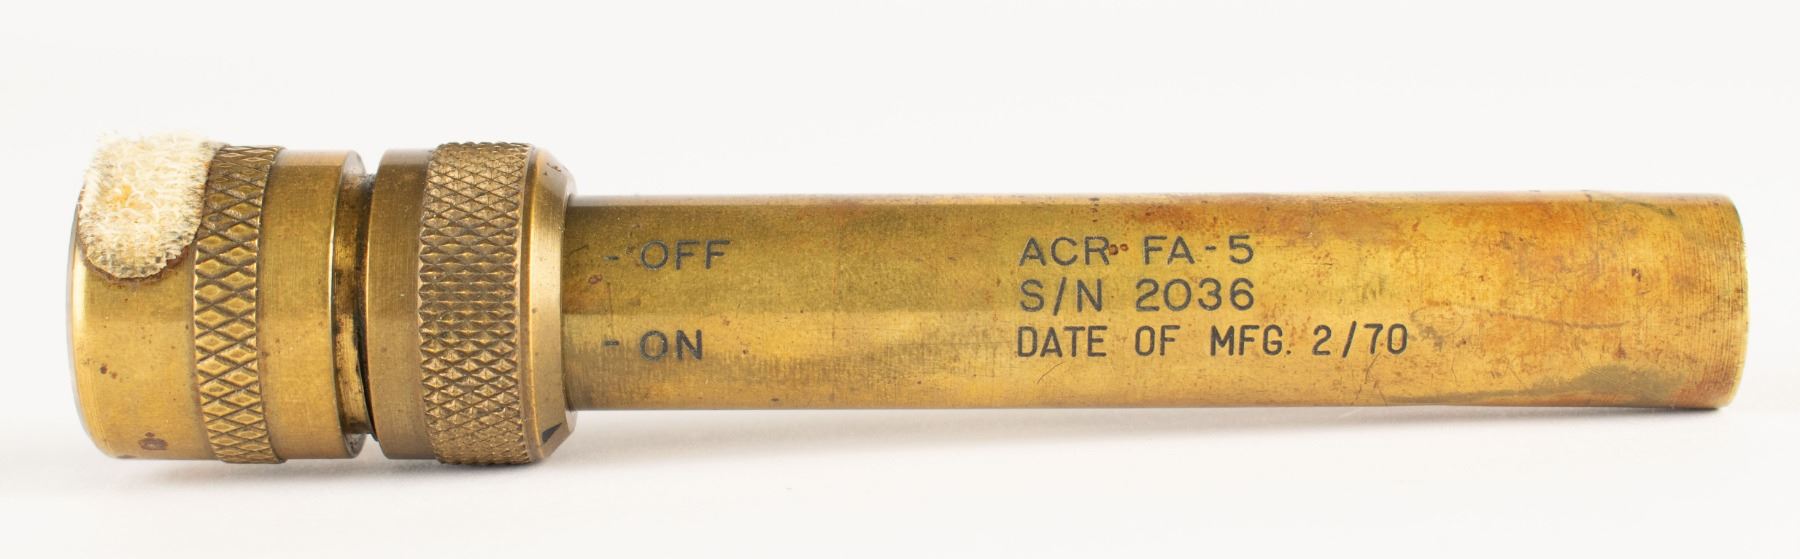 - OFF
- ON
ACR FA-5
S/N 2036
DATE OF MFG. 2/70